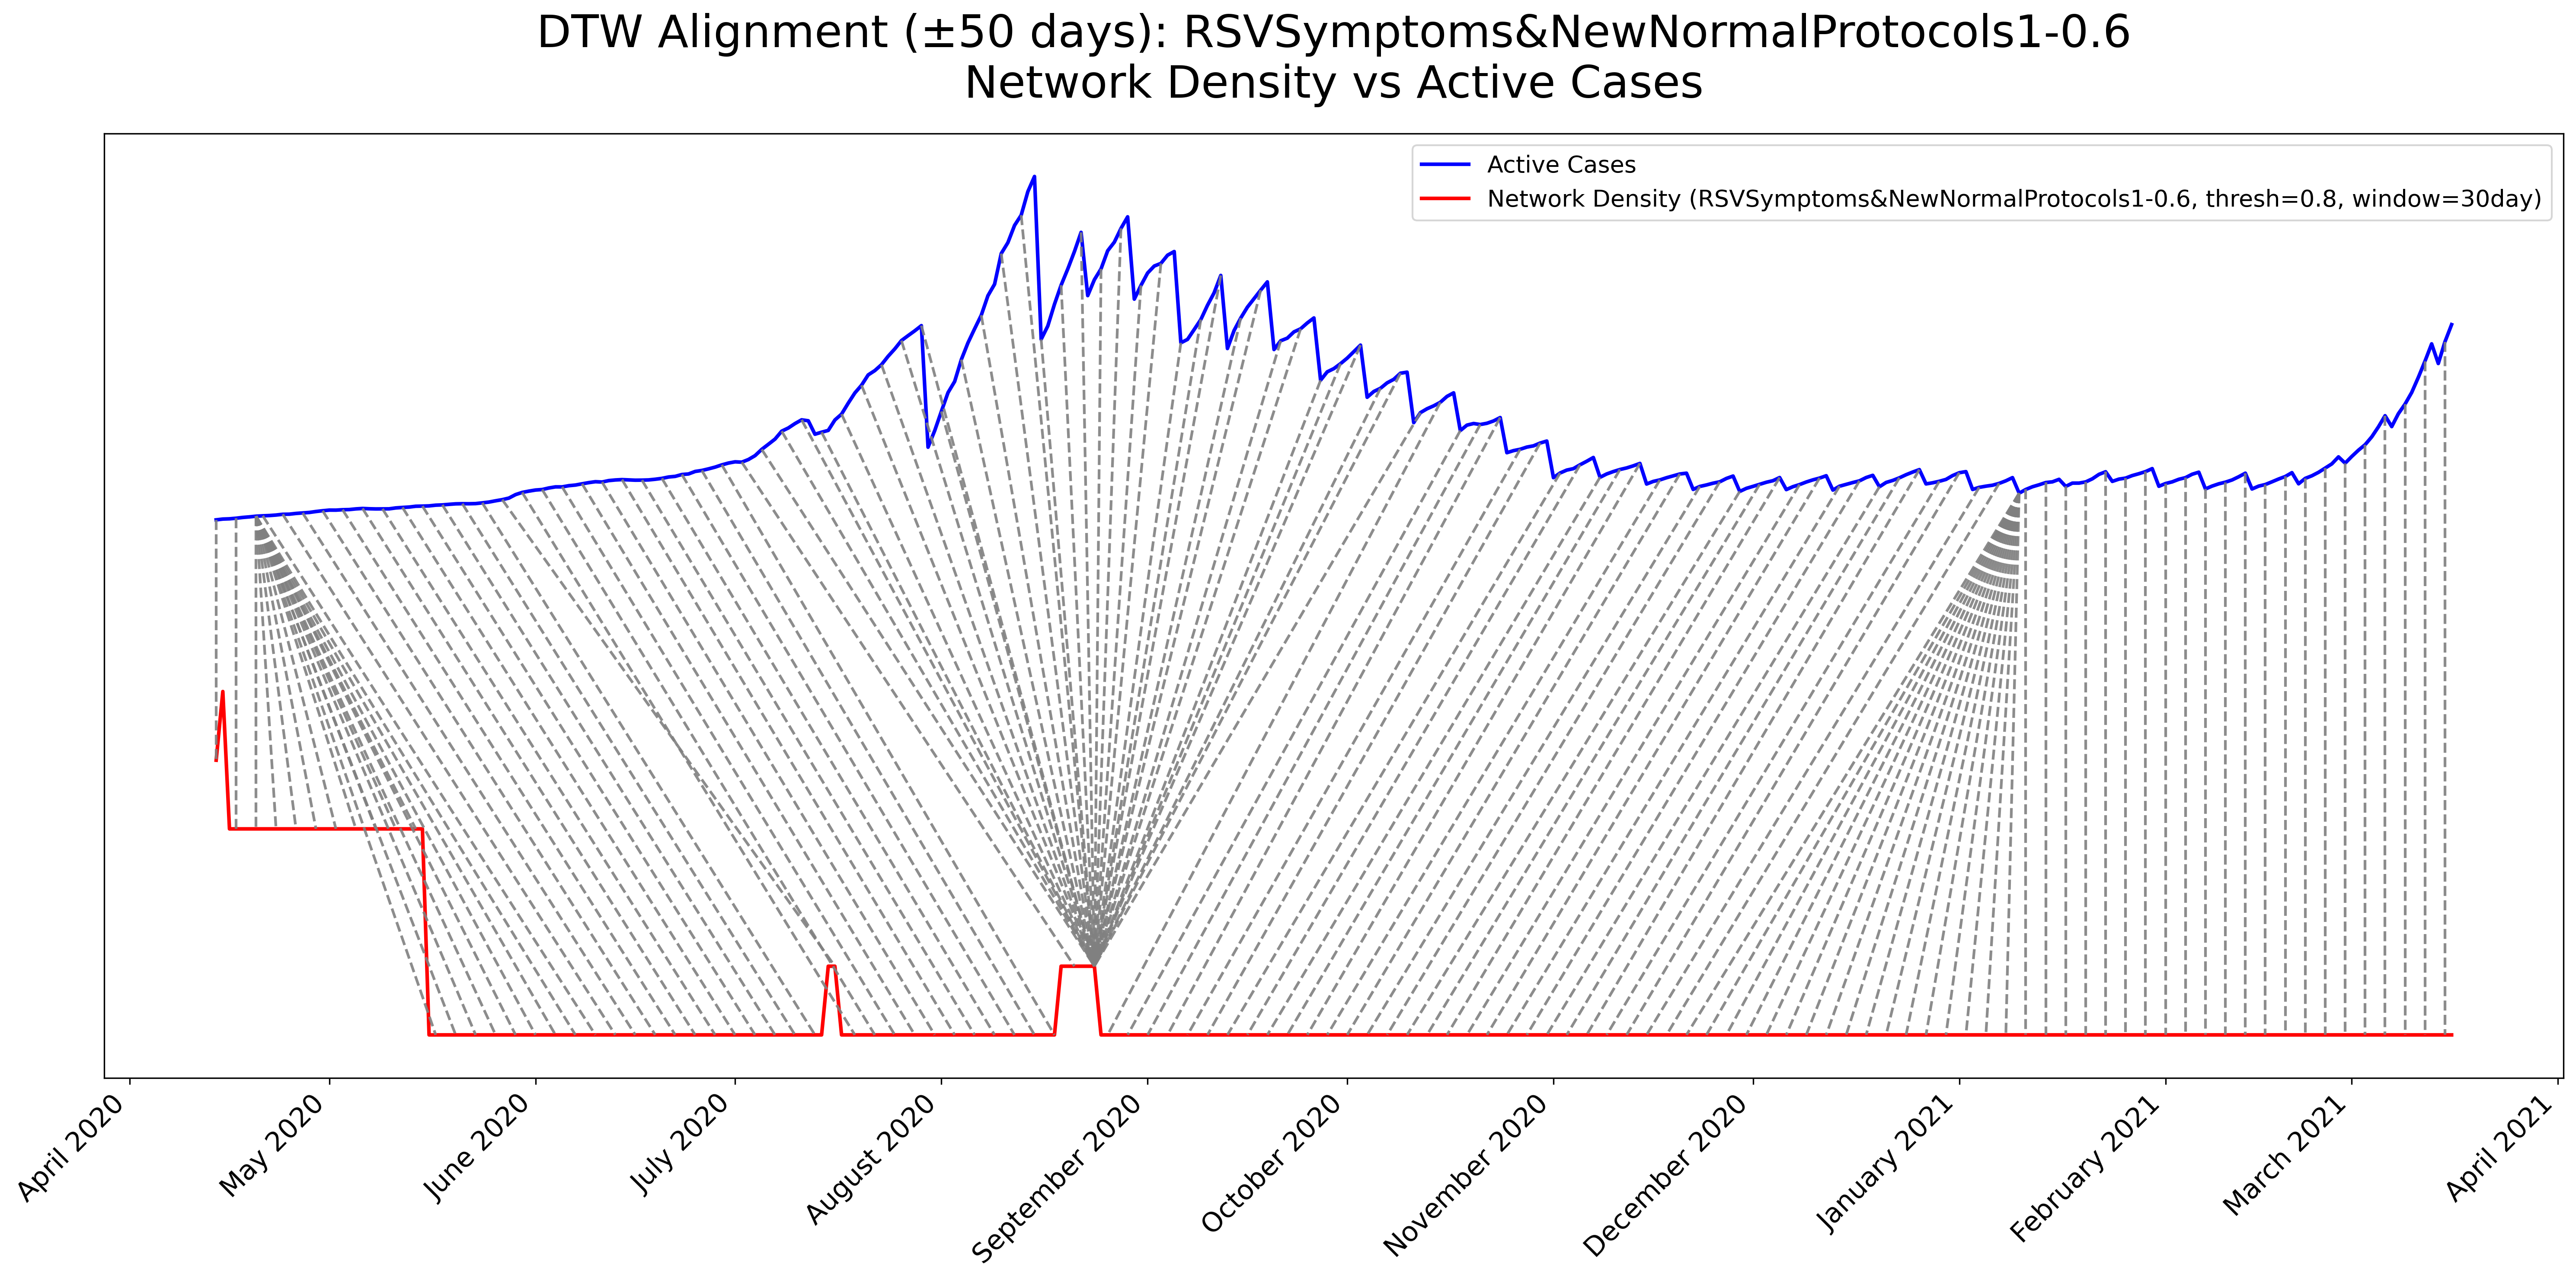 DTW Alignment (±50 days): RSVSymptoms&NewNormalProtocols1-0.6
Network Density vs Active Cases
Active Cases
Network Density (RSVSymptoms&NewNormalProtocols1-0.6, thresh=0.8, window=30day)
April 2020
May 2020
June 2020
July 2020
August 2020
September 2020
October 2020
November 2020
December 2020
January 2021
February 2021
March 2021
April 2021